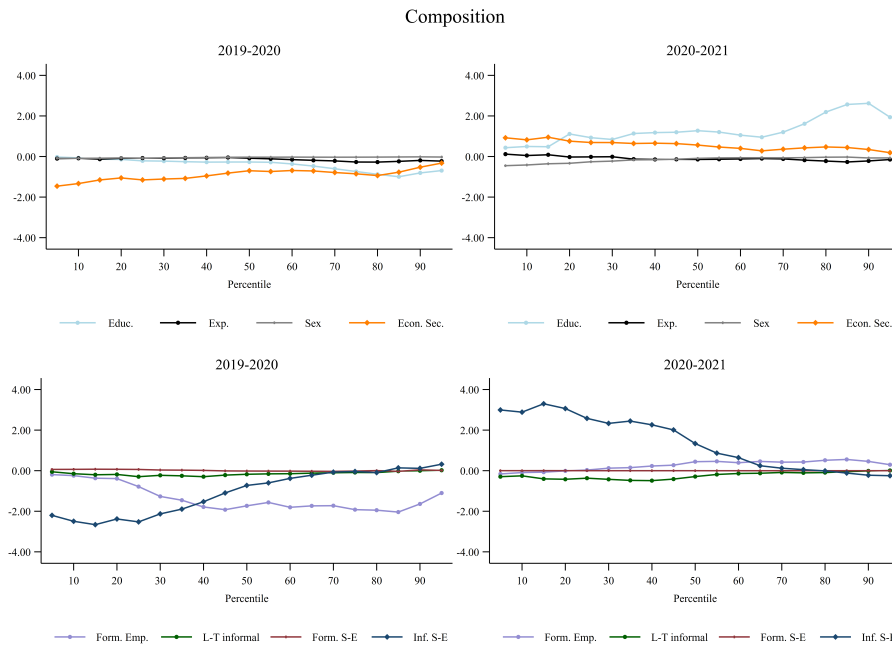 Composition
2019-2020
2020-2021
4.00
2.00
0.00
-2.00
-4.00
10 20 30 40 50 60 70 80 90
Percentile
4.00
2.00
0.00
-2.00
-4.00
10 20 30 40 50 60 70 80 90
Percentile
Educ. Exp. Sex Econ. Sec.
Educ. Exp. Sex Econ. Sec.
2019-2020
2020-2021
4.00
2.00
0.00
-2.00
-4.00
10 20 30 40 50 60 70 80 90
Percentile
4.00
2.00
0.00
-2.00
-4.00
10 20 30 40 50 60 70 80 90
Percentile
Form. Emp. L-T informal Form. S-E Inf. S-E
Form. Emp. L-T informal Form. S-E Inf. S-E